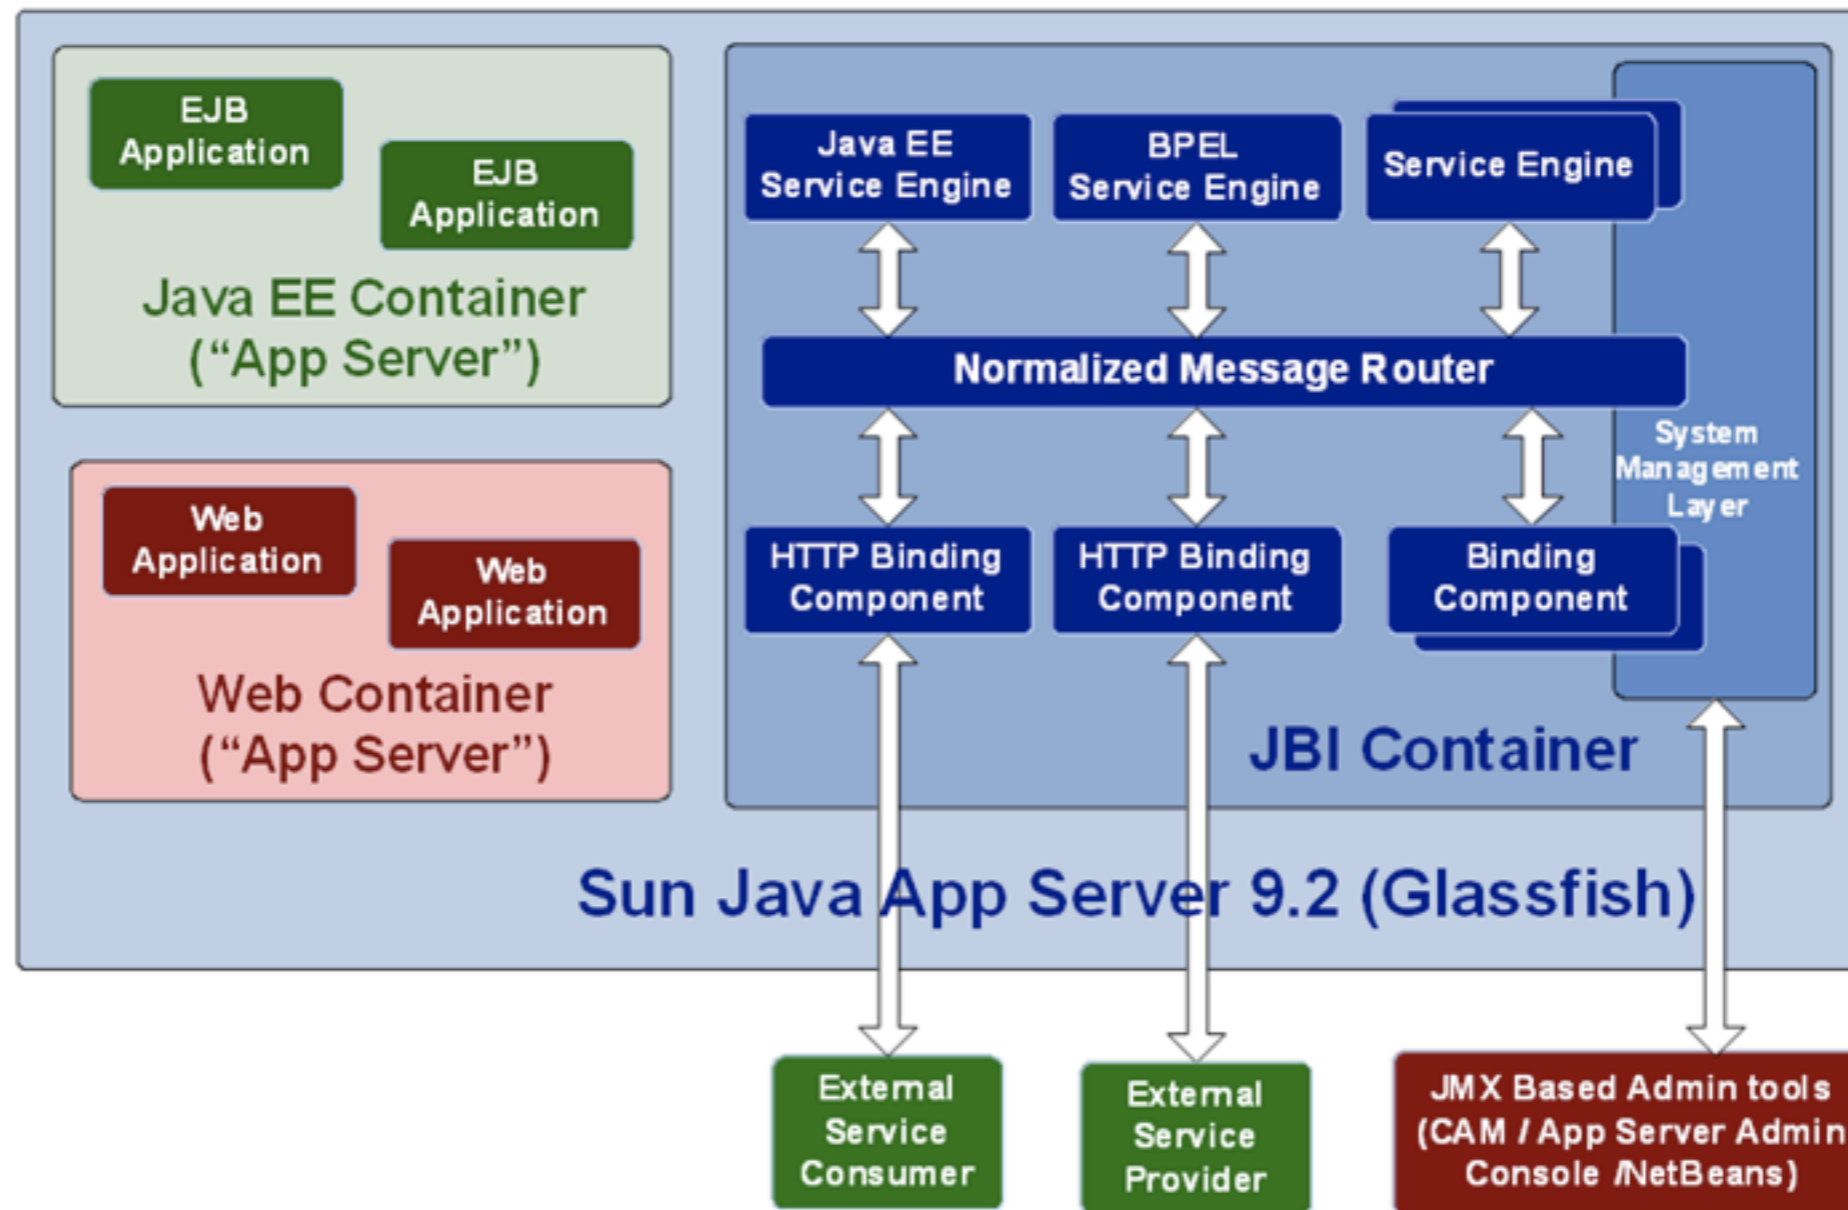 EJB
Application
EJB
Application
Java EE Container
(“App Server”)
Web
Application
Web
Application
Web Container
(“App Server”)
Java EE
Service Engine
BPEL
Service Engine
Service Engine
Normalized Message Router
System
Management
Layer
HTTP Binding
Component
HTTP Binding
Component
Binding
Component
JBI Container
Sun Java App Server 9.2 (Glassfish)
External
Service
Consumer
External
Service
Provider
JMX Based Admin tools
(CAM / App Server Admin
Console /NetBeans)